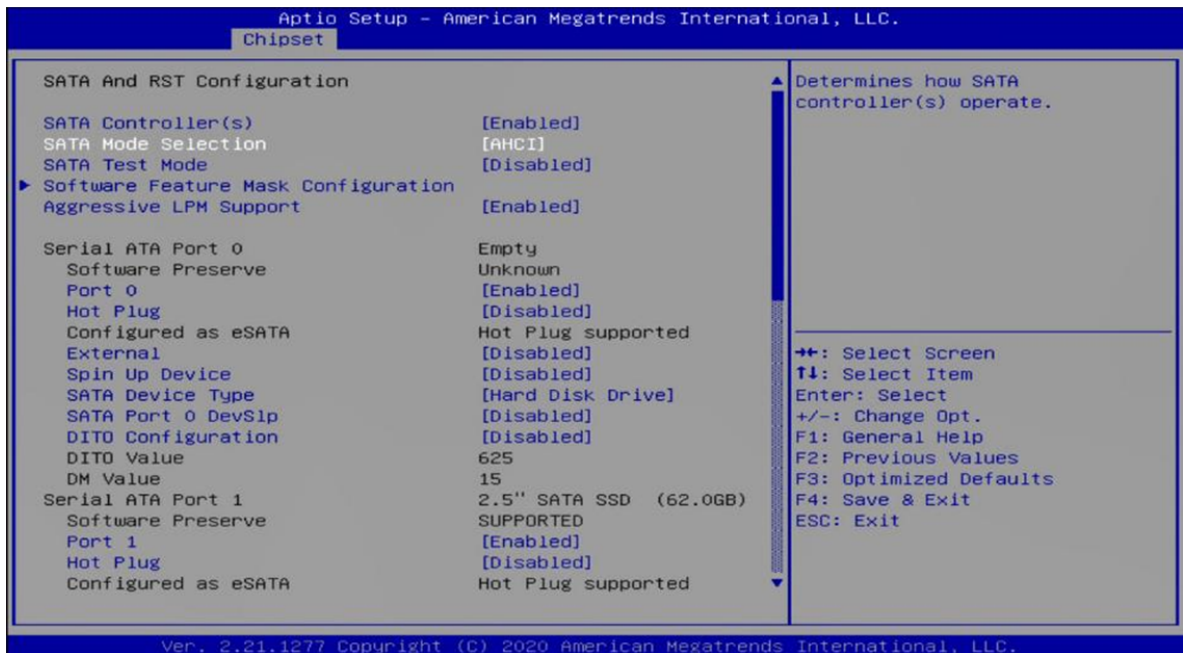 Aptio Setup – American Megatrends International, LLC.
Chipset
SATA And RST Configuration
SATA Controller(s) [Enabled]
SATA Mode Selection [AHCI]
SATA Test Mode [Disabled]
Software Feature Mask Configuration
Aggressive LPM Support [Enabled]
Serial ATA Port 0 Empty
Software Preserve Unknown
Port 0 [Enabled]
Hot Plug [Disabled]
Configured as eSATA Hot Plug supported
External [Disabled]
Spin Up Device [Disabled]
SATA Device Type [Hard Disk Drive]
SATA Port 0 DevSlp [Disabled]
DITO Configuration [Disabled]
DITO Value 625
DM Value 15
Serial ATA Port 1 2.5" SATA SSD (62.0GB)
Software Preserve SUPPORTED
Port 1 [Enabled]
Hot Plug [Disabled]
Configured as eSATA Hot Plug supported
Determines how SATA
controller(s) operate.
→←: Select Screen
↑↓: Select Item
Enter: Select
+/-: Change Opt.
F1: General Help
F2: Previous Values
F3: Optimized Defaults
F4: Save & Exit
ESC: Exit
Ver. 2.21.1277 Copyright (C) 2020 American Megatrends International, LLC.